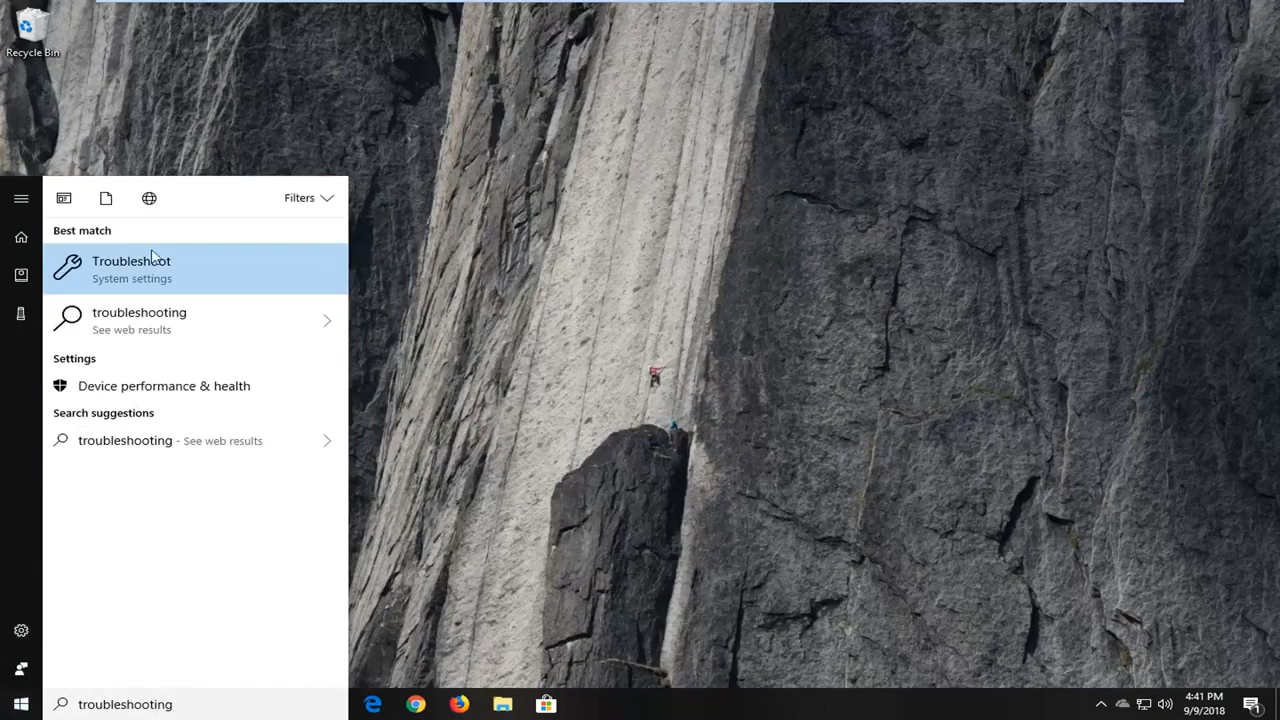 Recycle Bin
Filters
Best match
Troubleshoot
System settings
troubleshooting
See web results
Settings
Device performance & health
Search suggestions
troubleshooting - See web results
troubleshooting
4:41 PM
9/9/2018
1